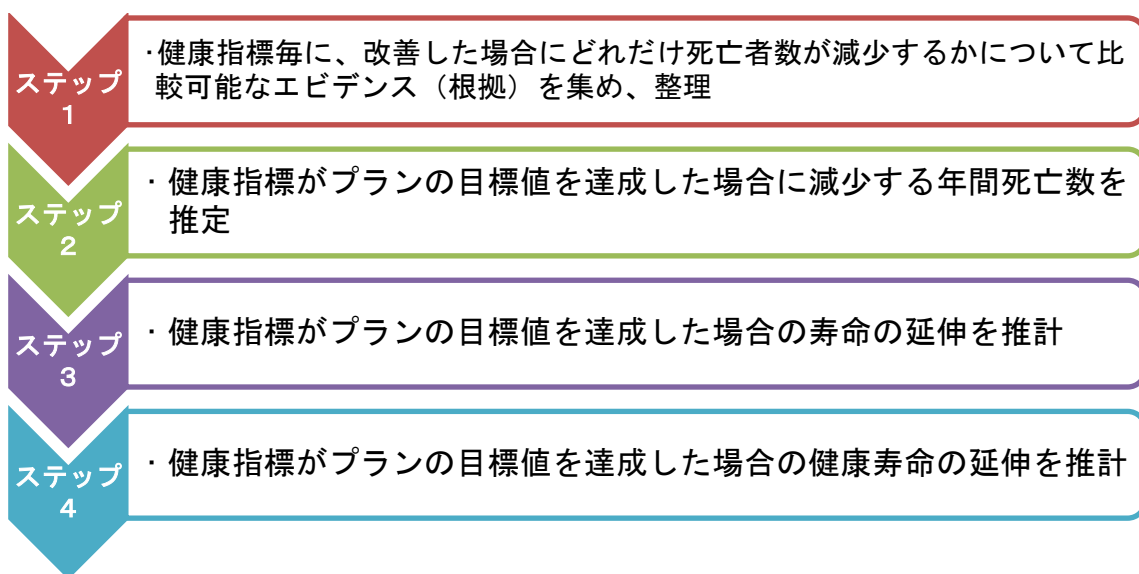 ステップ
1
・健康指標毎に、改善した場合にどれだけ死亡者数が減少するかについて比
較可能なエビデンス（根拠）を集め、整理
ステップ
2
・健康指標がプランの目標値を達成した場合に減少する年間死亡数を
推定
ステップ
3
・健康指標がプランの目標値を達成した場合の寿命の延伸を推計
ステップ
4
・健康指標がプランの目標値を達成した場合の健康寿命の延伸を推計